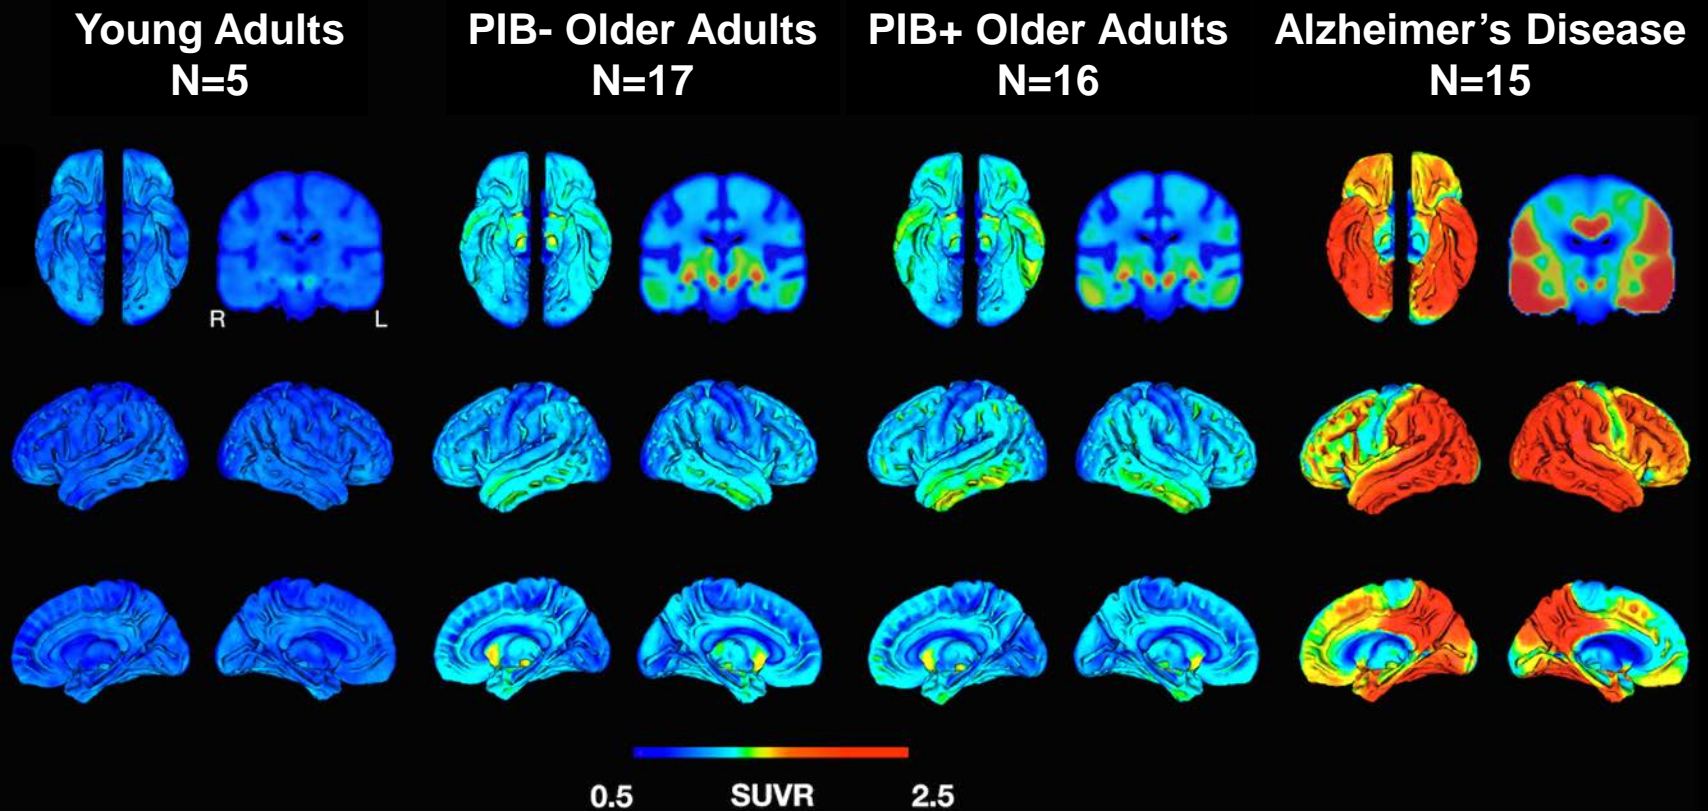 Young Adults
N=5
PIB- Older Adults
N=17
PIB+ Older Adults
N=16
Alzheimer’s Disease
N=15
R
L
0.5
SUVR
2.5